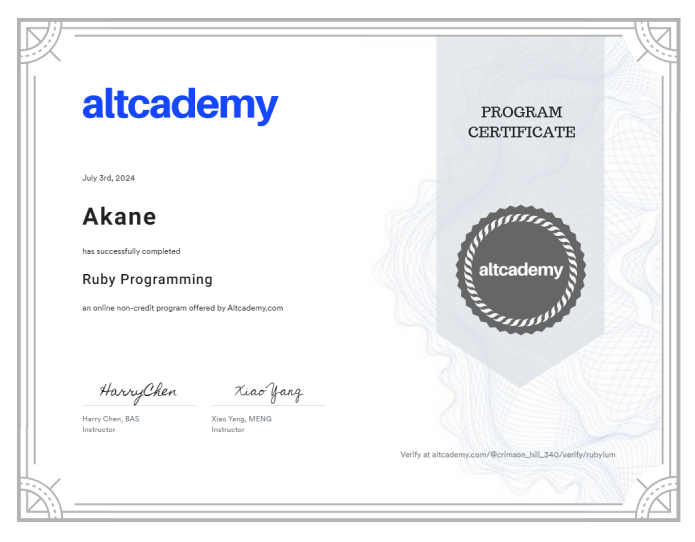 altcademy
PROGRAM
CERTIFICATE
July 3rd, 2024
Akane
has successfully completed
Ruby Programming
an online non-credit program offered by Altcademy.com
altcademy
HarryChen
Xiao Yang
Harry Chen, BAS
Instructor
Xiao Yang, MENG
Instructor
Verify at altcademy.com/@crimson_hill_340/verify/rubylum